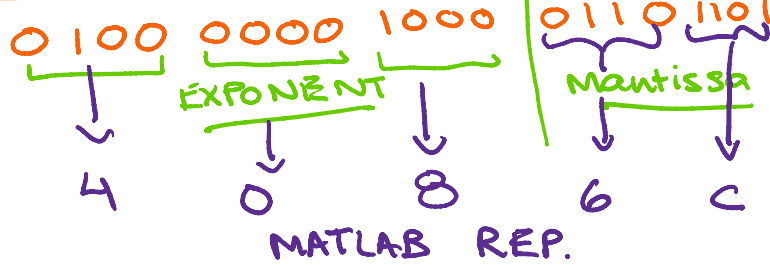 0100 0000 1000 0110 1101
EXPONENT Mantissa
4 0 8 6 C
MATLAB REP.